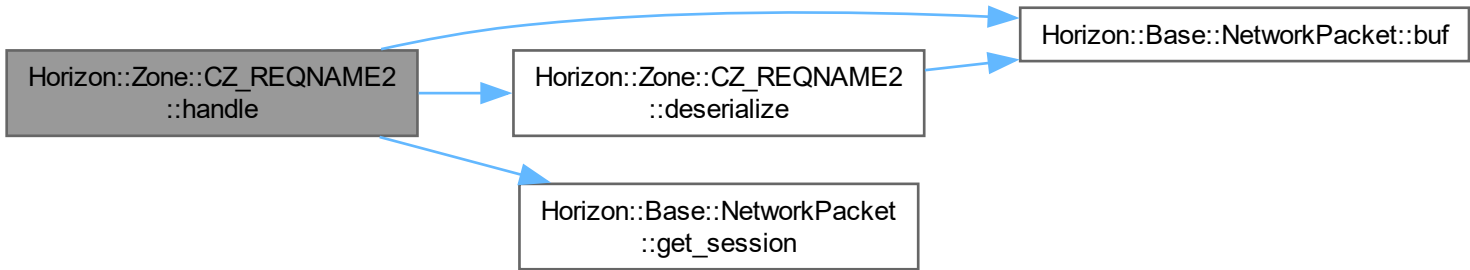 Horizon::Zone::CZ_REQNAME2
::handle
Horizon::Zone::CZ_REQNAME2
::deserialize
Horizon::Base::NetworkPacket::buf
Horizon::Base::NetworkPacket
::get_session